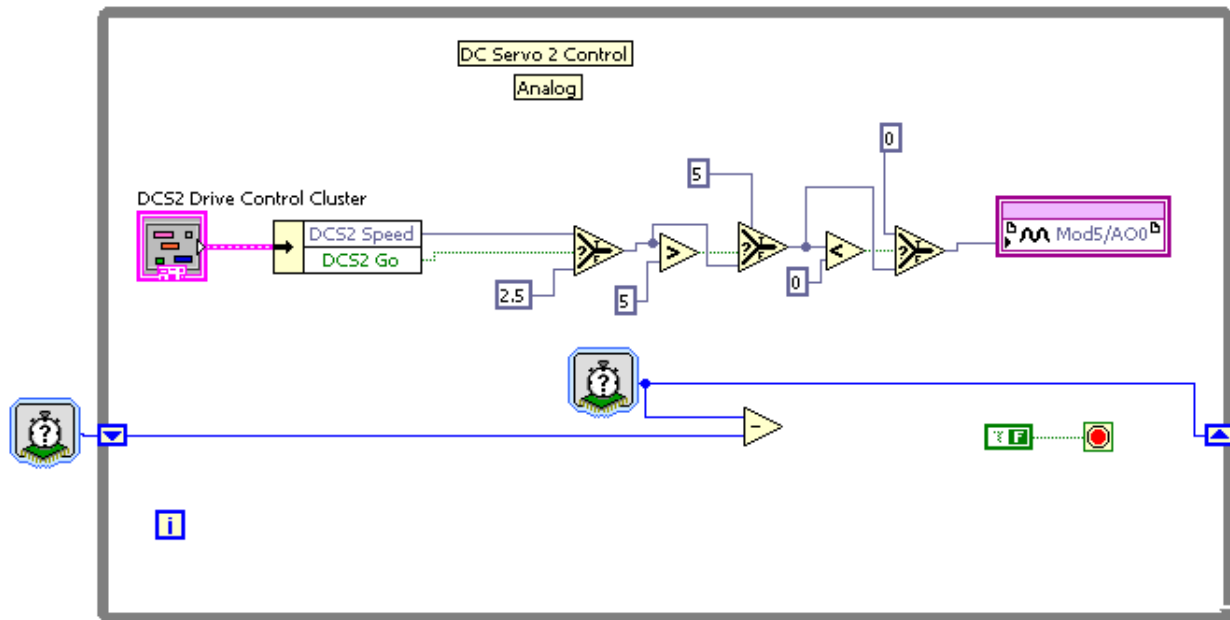 DC Servo 2 Control
Analog
0
5
DCS2 Drive Control Cluster
DCS2 Speed
DCS2 Go
? T F
>
? T F
<
? T F
Mod5/AO0
2.5
5
0
?
?
-
F
i